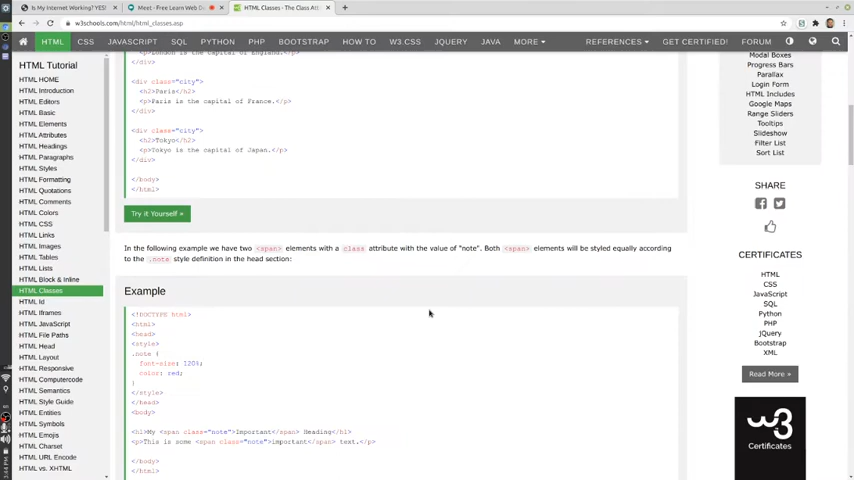 Is My Internet Working? YES!
Meet - Free Learn Web D
HTML Classes - The Class At
w3schools.com/html/html_classes.asp
HTML CSS JAVASCRIPT SQL PYTHON PHP BOOTSTRAP HOW TO W3.CSS JQUERY JAVA MORE REFERENCES GET CERTIFIED! FORUM
HTML Tutorial
HTML HOME
HTML Introduction
HTML Editors
HTML Basic
HTML Elements
HTML Attributes
HTML Headings
HTML Paragraphs
HTML Styles
HTML Formatting
HTML Quotations
HTML Comments
HTML Colors
HTML CSS
HTML Links
HTML Images
HTML Tables
HTML Lists
HTML Block & Inline
HTML Classes
HTML Id
HTML Iframes
HTML JavaScript
HTML File Paths
HTML Head
HTML Layout
HTML Responsive
HTML Computercode
HTML Semantics
HTML Style Guide
HTML Entities
HTML Symbols
HTML Emojis
HTML Charset
HTML URL Encode
HTML vs. XHTML
<p>London is the capital of England.</p>
</div>
<div class="city">
<h2>Paris</h2>
<p>Paris is the capital of France.</p>
</div>
<div class="city">
<h2>Tokyo</h2>
<p>Tokyo is the capital of Japan.</p>
</div>
</body>
</html>
Try it Yourself »
In the following example we have two <span> elements with a class attribute with the value of "note". Both <span> elements will be styled equally according
to the .note style definition in the head section:
Example
<!DOCTYPE html>
<html>
<head>
<style>
.note {
font-size: 120%;
color: red;
}
</style>
</head>
<body>
<h1>My <span class="note">Important</span> Heading</h1>
<p>This is some <span class="note">important</span> text.</p>
</body>
</html>
Modal Boxes
Progress Bars
Parallax
Login Form
HTML Includes
Google Maps
Range Sliders
Tooltips
Slideshow
Filter List
Sort List
SHARE
CERTIFICATES
HTML
CSS
JavaScript
SQL
Python
PHP
jQuery
Bootstrap
XML
Read More »
w3
Certificates
3:44 PM